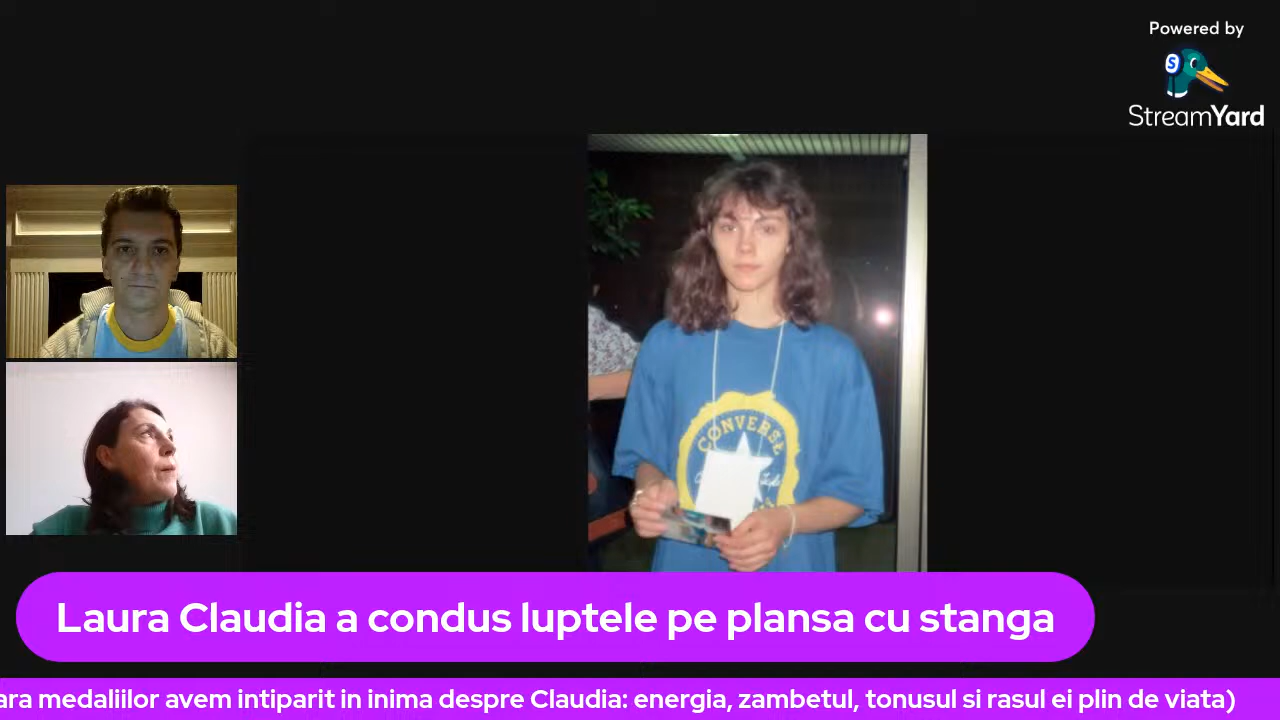 Powered by
S
StreamYard
CONVERSE
Laura Claudia a condus luptele pe plansa cu stanga
ara medaliilor avem intiparit in inima despre Claudia: energia, zambetul, tonusul si rasul ei plin de viata)